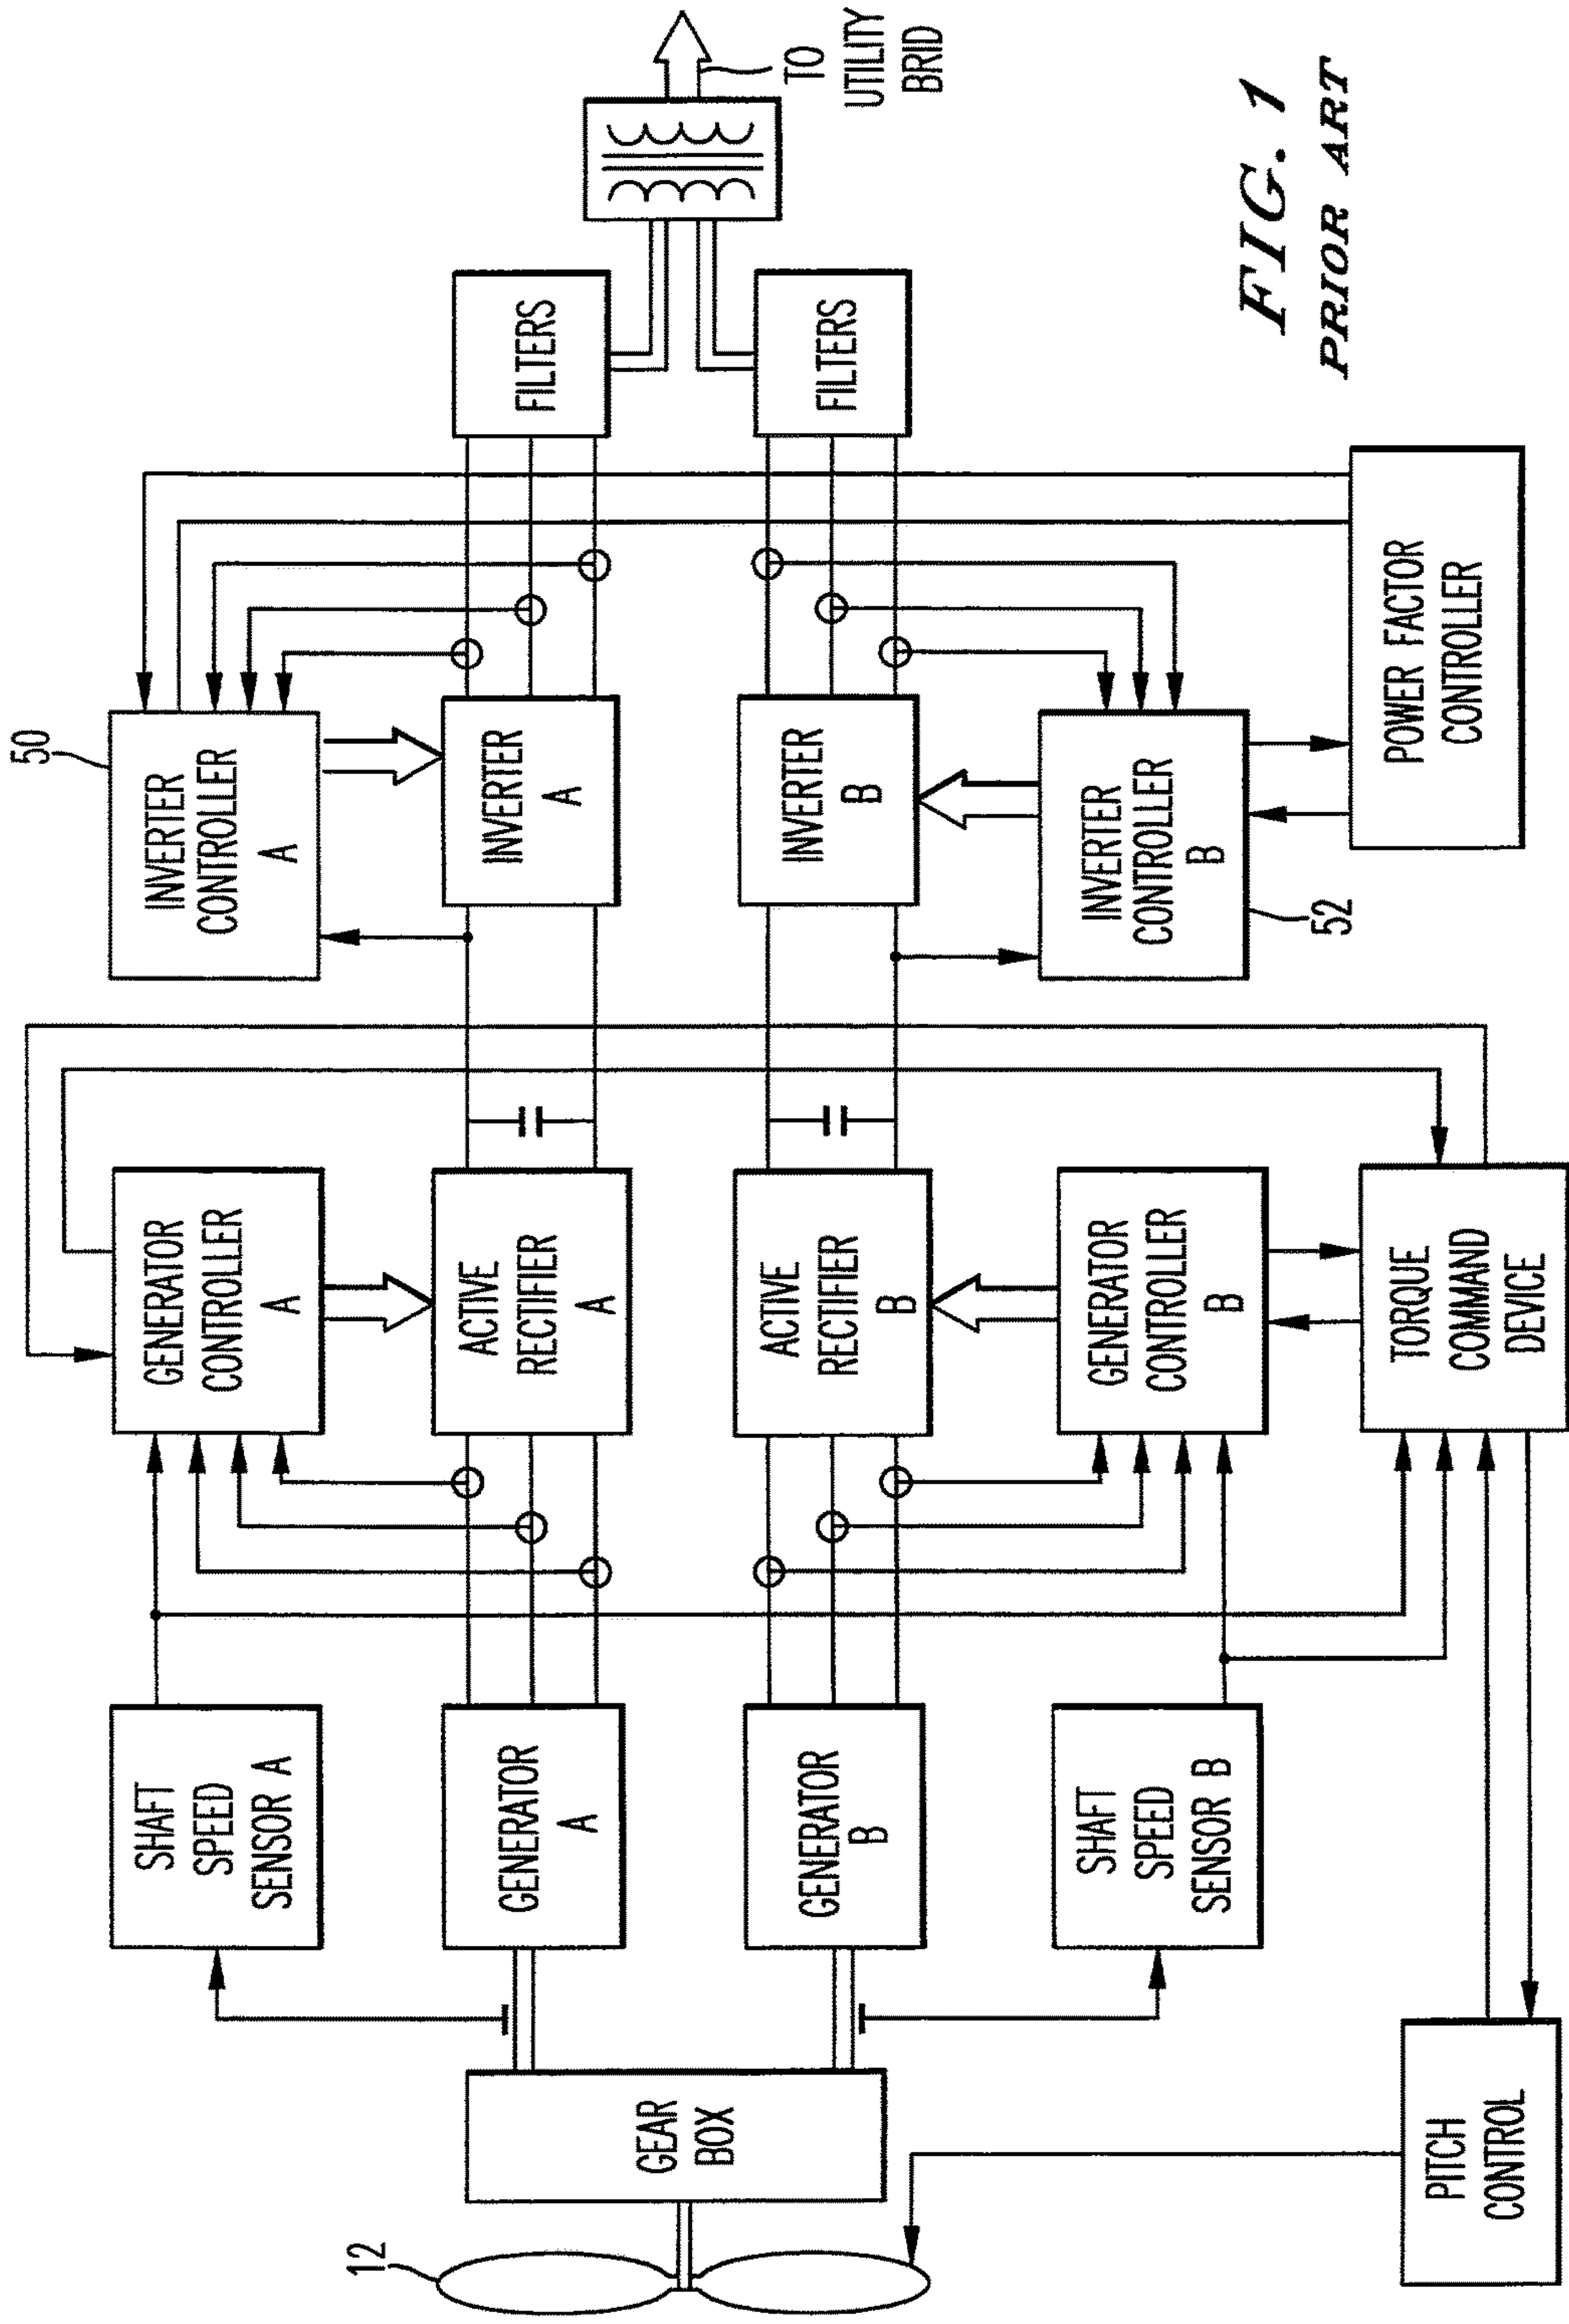 50
INVERTER
CONTROLLER
A
GENERATOR
CONTROLLER
A
SHAFT
SPEED
SENSOR A
12
GENERATOR
A
ACTIVE
RECTIFIER
A
INVERTER
A
FILTERS
TO
UTILITY
BRID
GEAR
BOX
GENERATOR
B
ACTIVE
RECTIFIER
B
INVERTER
B
FILTERS
SHAFT
SPEED
SENSOR B
GENERATOR
CONTROLLER
B
INVERTER
CONTROLLER
B
52
PITCH
CONTROL
TORQUE
COMMAND
DEVICE
POWER FACTOR
CONTROLLER
FIG. 1
PRIOR ART